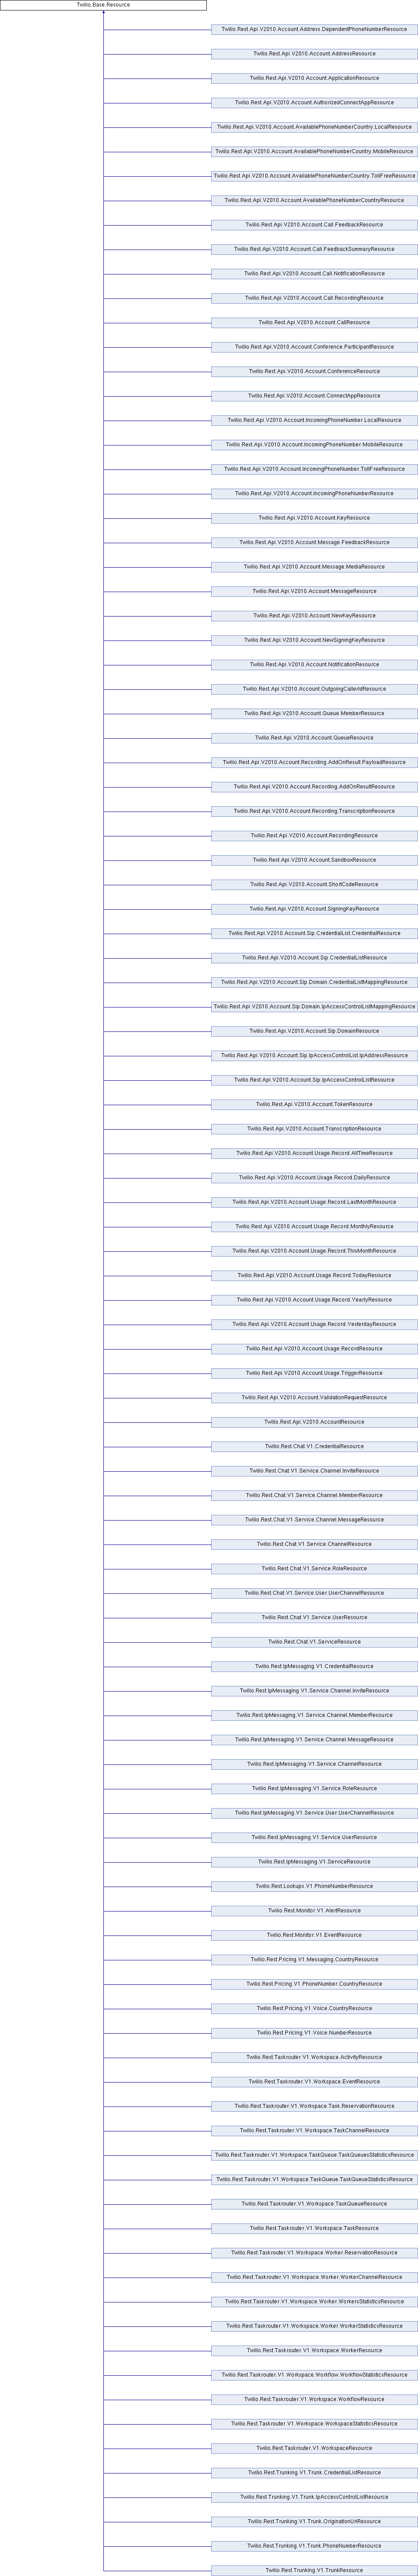 Twilio.Base.Resource
Twilio.Rest.Api.V2010.Account.Address.DependentPhoneNumberResource
Twilio.Rest.Api.V2010.Account.AddressResource
Twilio.Rest.Api.V2010.Account.ApplicationResource
Twilio.Rest.Api.V2010.Account.AuthorizedConnectAppResource
Twilio.Rest.Api.V2010.Account.AvailablePhoneNumberCountry.LocalResource
Twilio.Rest.Api.V2010.Account.AvailablePhoneNumberCountry.MobileResource
Twilio.Rest.Api.V2010.Account.AvailablePhoneNumberCountry.TollFreeResource
Twilio.Rest.Api.V2010.Account.AvailablePhoneNumberCountryResource
Twilio.Rest.Api.V2010.Account.Call.FeedbackResource
Twilio.Rest.Api.V2010.Account.Call.FeedbackSummaryResource
Twilio.Rest.Api.V2010.Account.Call.NotificationResource
Twilio.Rest.Api.V2010.Account.Call.RecordingResource
Twilio.Rest.Api.V2010.Account.CallResource
Twilio.Rest.Api.V2010.Account.Conference.ParticipantResource
Twilio.Rest.Api.V2010.Account.ConferenceResource
Twilio.Rest.Api.V2010.Account.ConnectAppResource
Twilio.Rest.Api.V2010.Account.IncomingPhoneNumber.LocalResource
Twilio.Rest.Api.V2010.Account.IncomingPhoneNumber.MobileResource
Twilio.Rest.Api.V2010.Account.IncomingPhoneNumber.TollFreeResource
Twilio.Rest.Api.V2010.Account.IncomingPhoneNumberResource
Twilio.Rest.Api.V2010.Account.KeyResource
Twilio.Rest.Api.V2010.Account.Message.FeedbackResource
Twilio.Rest.Api.V2010.Account.Message.MediaResource
Twilio.Rest.Api.V2010.Account.MessageResource
Twilio.Rest.Api.V2010.Account.NewKeyResource
Twilio.Rest.Api.V2010.Account.NewSigningKeyResource
Twilio.Rest.Api.V2010.Account.NotificationResource
Twilio.Rest.Api.V2010.Account.OutgoingCallerIdResource
Twilio.Rest.Api.V2010.Account.Queue.MemberResource
Twilio.Rest.Api.V2010.Account.QueueResource
Twilio.Rest.Api.V2010.Account.Recording.AddOnResult.PayloadResource
Twilio.Rest.Api.V2010.Account.Recording.AddOnResultResource
Twilio.Rest.Api.V2010.Account.Recording.TranscriptionResource
Twilio.Rest.Api.V2010.Account.RecordingResource
Twilio.Rest.Api.V2010.Account.SandboxResource
Twilio.Rest.Api.V2010.Account.ShortCodeResource
Twilio.Rest.Api.V2010.Account.SigningKeyResource
Twilio.Rest.Api.V2010.Account.Sip.CredentialList.CredentialResource
Twilio.Rest.Api.V2010.Account.Sip.CredentialListResource
Twilio.Rest.Api.V2010.Account.Sip.Domain.CredentialListMappingResource
Twilio.Rest.Api.V2010.Account.Sip.Domain.IpAccessControlListMappingResource
Twilio.Rest.Api.V2010.Account.Sip.DomainResource
Twilio.Rest.Api.V2010.Account.Sip.IpAccessControlList.IpAddressResource
Twilio.Rest.Api.V2010.Account.Sip.IpAccessControlListResource
Twilio.Rest.Api.V2010.Account.TokenResource
Twilio.Rest.Api.V2010.Account.TranscriptionResource
Twilio.Rest.Api.V2010.Account.Usage.Record.AllTimeResource
Twilio.Rest.Api.V2010.Account.Usage.Record.DailyResource
Twilio.Rest.Api.V2010.Account.Usage.Record.LastMonthResource
Twilio.Rest.Api.V2010.Account.Usage.Record.MonthlyResource
Twilio.Rest.Api.V2010.Account.Usage.Record.ThisMonthResource
Twilio.Rest.Api.V2010.Account.Usage.Record.TodayResource
Twilio.Rest.Api.V2010.Account.Usage.Record.YearlyResource
Twilio.Rest.Api.V2010.Account.Usage.Record.YesterdayResource
Twilio.Rest.Api.V2010.Account.Usage.RecordResource
Twilio.Rest.Api.V2010.Account.Usage.TriggerResource
Twilio.Rest.Api.V2010.Account.ValidationRequestResource
Twilio.Rest.Api.V2010.AccountResource
Twilio.Rest.Chat.V1.CredentialResource
Twilio.Rest.Chat.V1.Service.Channel.InviteResource
Twilio.Rest.Chat.V1.Service.Channel.MemberResource
Twilio.Rest.Chat.V1.Service.Channel.MessageResource
Twilio.Rest.Chat.V1.Service.ChannelResource
Twilio.Rest.Chat.V1.Service.RoleResource
Twilio.Rest.Chat.V1.Service.User.UserChannelResource
Twilio.Rest.Chat.V1.Service.UserResource
Twilio.Rest.Chat.V1.ServiceResource
Twilio.Rest.IpMessaging.V1.CredentialResource
Twilio.Rest.IpMessaging.V1.Service.Channel.InviteResource
Twilio.Rest.IpMessaging.V1.Service.Channel.MemberResource
Twilio.Rest.IpMessaging.V1.Service.Channel.MessageResource
Twilio.Rest.IpMessaging.V1.Service.ChannelResource
Twilio.Rest.IpMessaging.V1.Service.RoleResource
Twilio.Rest.IpMessaging.V1.Service.User.UserChannelResource
Twilio.Rest.IpMessaging.V1.Service.UserResource
Twilio.Rest.IpMessaging.V1.ServiceResource
Twilio.Rest.Lookups.V1.PhoneNumberResource
Twilio.Rest.Monitor.V1.AlertResource
Twilio.Rest.Monitor.V1.EventResource
Twilio.Rest.Pricing.V1.Messaging.CountryResource
Twilio.Rest.Pricing.V1.PhoneNumber.CountryResource
Twilio.Rest.Pricing.V1.Voice.CountryResource
Twilio.Rest.Pricing.V1.Voice.NumberResource
Twilio.Rest.Taskrouter.V1.Workspace.ActivityResource
Twilio.Rest.Taskrouter.V1.Workspace.EventResource
Twilio.Rest.Taskrouter.V1.Workspace.Task.ReservationResource
Twilio.Rest.Taskrouter.V1.Workspace.TaskChannelResource
Twilio.Rest.Taskrouter.V1.Workspace.TaskQueue.TaskQueuesStatisticsResource
Twilio.Rest.Taskrouter.V1.Workspace.TaskQueue.TaskQueueStatisticsResource
Twilio.Rest.Taskrouter.V1.Workspace.TaskQueueResource
Twilio.Rest.Taskrouter.V1.Workspace.TaskResource
Twilio.Rest.Taskrouter.V1.Workspace.Worker.ReservationResource
Twilio.Rest.Taskrouter.V1.Workspace.Worker.WorkerChannelResource
Twilio.Rest.Taskrouter.V1.Workspace.Worker.WorkersStatisticsResource
Twilio.Rest.Taskrouter.V1.Workspace.Worker.WorkerStatisticsResource
Twilio.Rest.Taskrouter.V1.Workspace.WorkerResource
Twilio.Rest.Taskrouter.V1.Workspace.Workflow.WorkflowStatisticsResource
Twilio.Rest.Taskrouter.V1.Workspace.WorkflowResource
Twilio.Rest.Taskrouter.V1.Workspace.WorkspaceStatisticsResource
Twilio.Rest.Taskrouter.V1.WorkspaceResource
Twilio.Rest.Trunking.V1.Trunk.CredentialListResource
Twilio.Rest.Trunking.V1.Trunk.IpAccessControlListResource
Twilio.Rest.Trunking.V1.Trunk.OriginationUrlResource
Twilio.Rest.Trunking.V1.Trunk.PhoneNumberResource
Twilio.Rest.Trunking.V1.TrunkResource